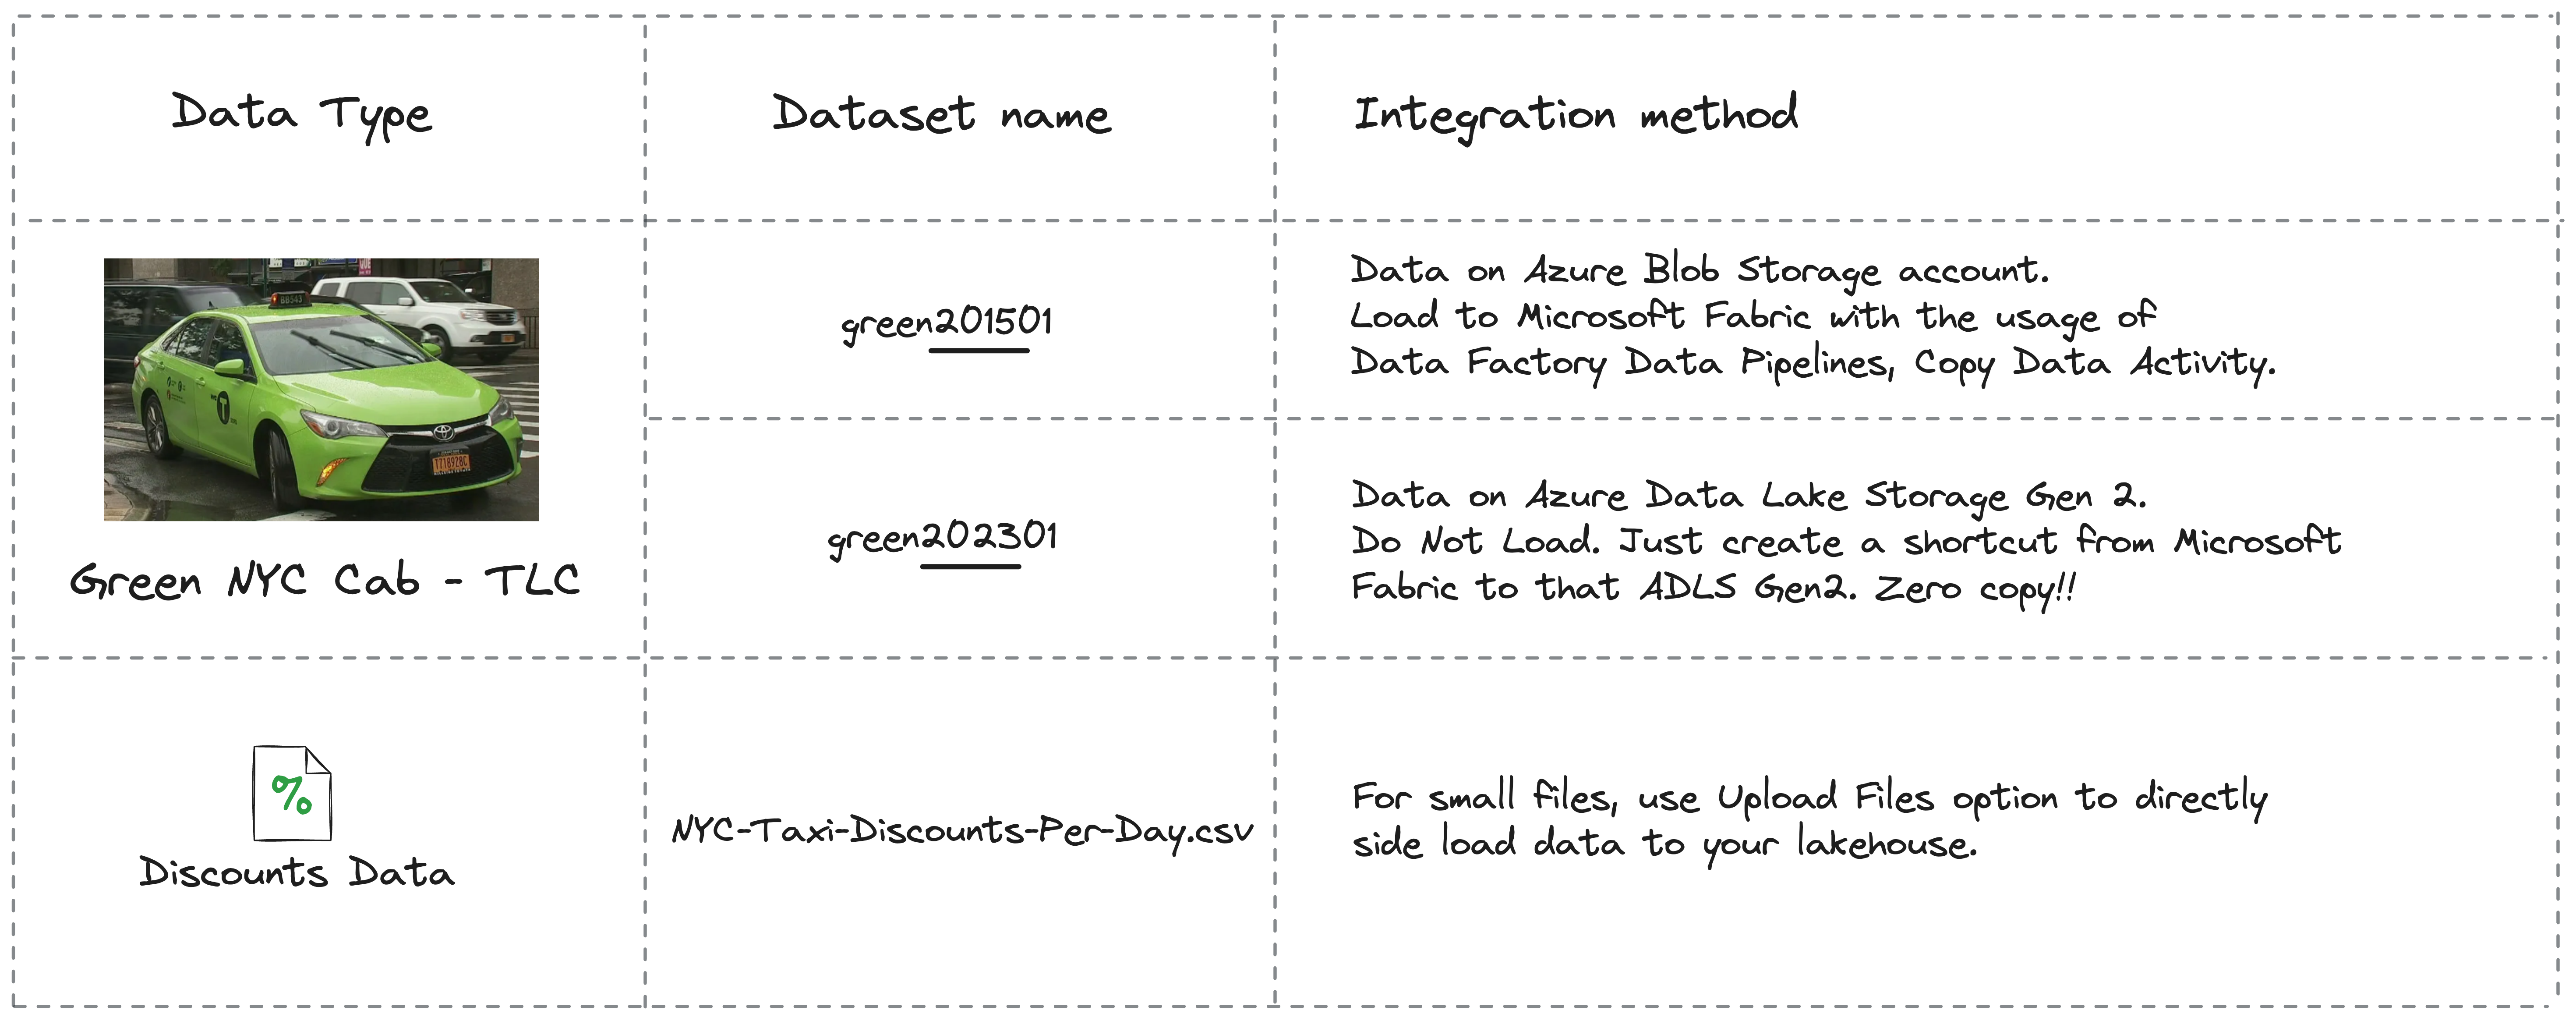 Data Type
Dataset name
Integration method
BB543
T718928C
Green NYC Cab - TLC
green201501
Data on Azure Blob Storage account.
Load to Microsoft Fabric with the usage of
Data Factory Data Pipelines, Copy Data Activity.
green202301
Data on Azure Data Lake Storage Gen 2.
Do Not Load. Just create a shortcut from Microsoft
Fabric to that ADLS Gen2. Zero copy!!
%
Discounts Data
NYC-Taxi-Discounts-Per-Day.csv
For small files, use Upload Files option to directly
side load data to your lakehouse.